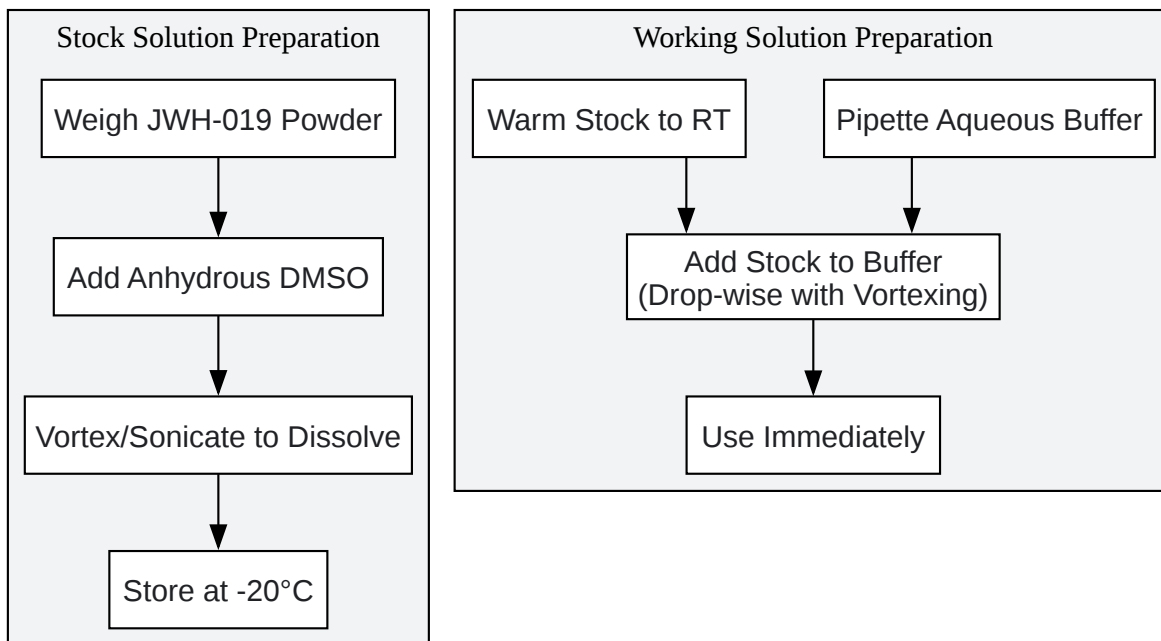 Stock Solution Preparation
Weigh JWH-019 Powder
Add Anhydrous DMSO
Vortex/Sonicate to Dissolve
Store at -20°C
Working Solution Preparation
Warm Stock to RT
Pipette Aqueous Buffer
Add Stock to Buffer
(Drop-wise with Vortexing)
Use Immediately